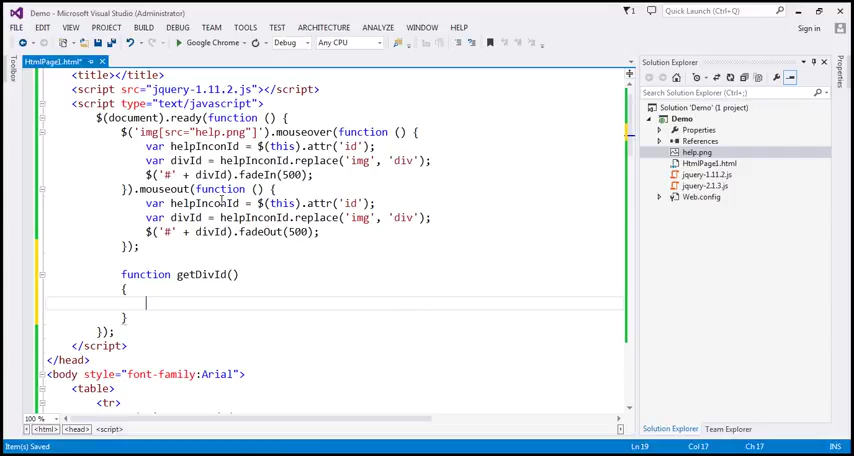 Demo - Microsoft Visual Studio (Administrator)
1
Quick Launch (Ctrl+Q)
FILE EDIT VIEW PROJECT BUILD DEBUG TEAM TOOLS TEST ARCHITECTURE ANALYZE WINDOW HELP
Sign in
Google Chrome
Debug
Any CPU
Toolbox
HtmlPage1.html*
<title></title>
<script src="jquery-1.11.2.js"></script>
<script type="text/javascript">
$(document).ready(function () {
$('img[src="help.png"]').mouseover(function () {
var helpInconId = $(this).attr('id');
var divId = helpInconId.replace('img', 'div');
$('#' + divId).fadeIn(500);
}).mouseout(function () {
var helpInconId = $(this).attr('id');
var divId = helpInconId.replace('img', 'div');
$('#' + divId).fadeOut(500);
});
function getDivId()
{
}
});
</script>
</head>
<body style="font-family:Arial">
<table>
<tr>
100 %
<html> <head> <script>
Solution Explorer
Search Solution Explorer (Ctrl+;)
Solution 'Demo' (1 project)
Demo
Properties
References
help.png
HtmlPage1.html
jquery-1.11.2.js
jquery-2.1.3.js
Web.config
Solution Explorer Team Explorer
Properties
Item(s) Saved
Ln 19
Col 17
Ch 17
INS